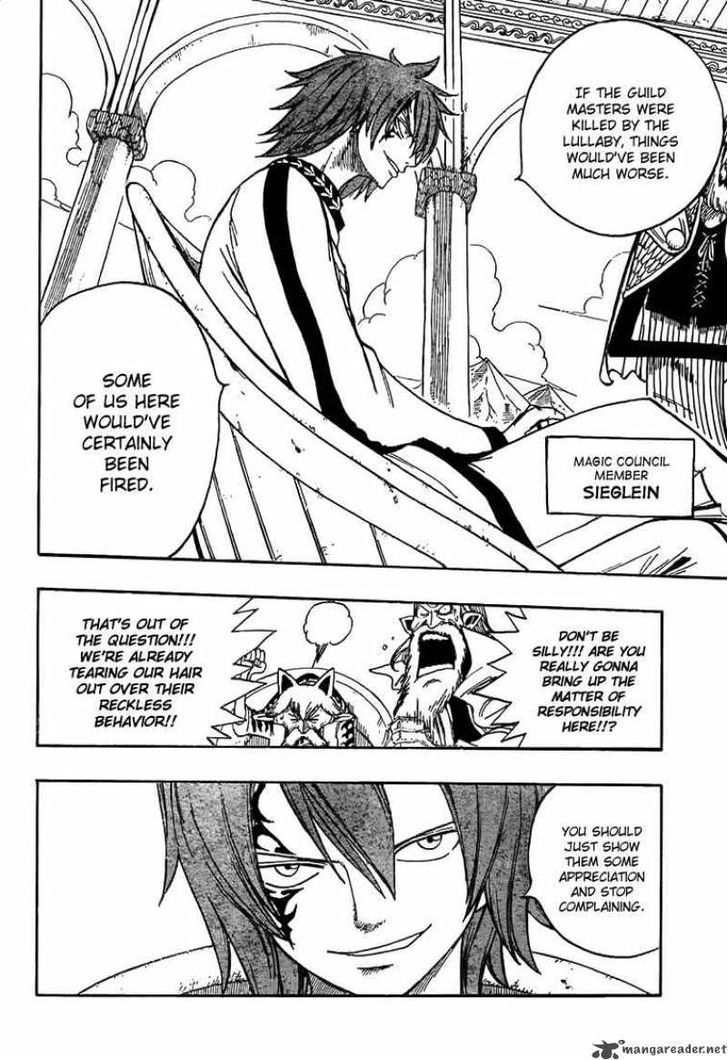 IF THE GUILD
MASTERS WERE
KILLED BY THE
LULLABY, THINGS
WOULD'VE BEEN
MUCH WORSE.
SOME
OF US HERE
WOULD'VE
CERTAINLY
BEEN
FIRED.
MAGIC COUNCIL
MEMBER
SIEGLEIN
DON'T BE
SILLY!!! ARE YOU
REALLY GONNA
BRING UP THE
MATTER OF
RESPONSIBILITY
HERE!!?
THAT'S OUT OF
THE QUESTION!!!
WE'RE ALREADY
TEARING OUR HAIR
OUT OVER THEIR
RECKLESS
BEHAVIOR!!
YOU SHOULD
JUST SHOW
THEM SOME
APPRECIATION
AND STOP
COMPLAINING.
mangareader.net